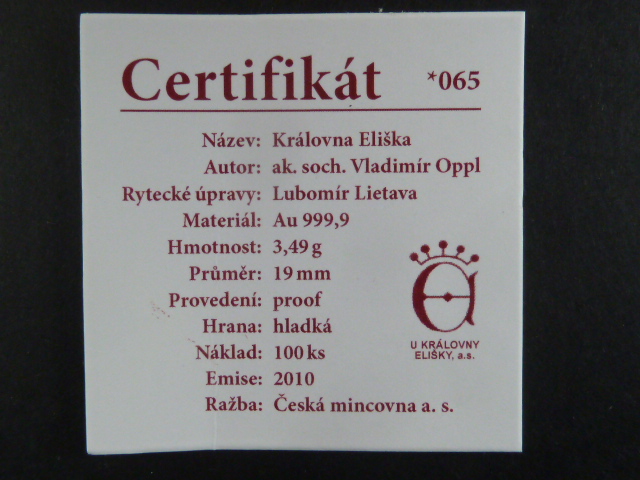 Certifikát *065
Název: Královna Eliška
Autor: ak. soch. Vladimír Oppl
Rytecké úpravy: Lubomír Lietava
Materiál: Au 999,9
Hmotnost: 3,49 g
Průměr: 19 mm
Provedení: proof
Hrana: hladká
Náklad: 100 ks
Emise: 2010
Ražba: Česká mincovna a. s.
U KRÁLOVNY
ELIŠKY, a.s.